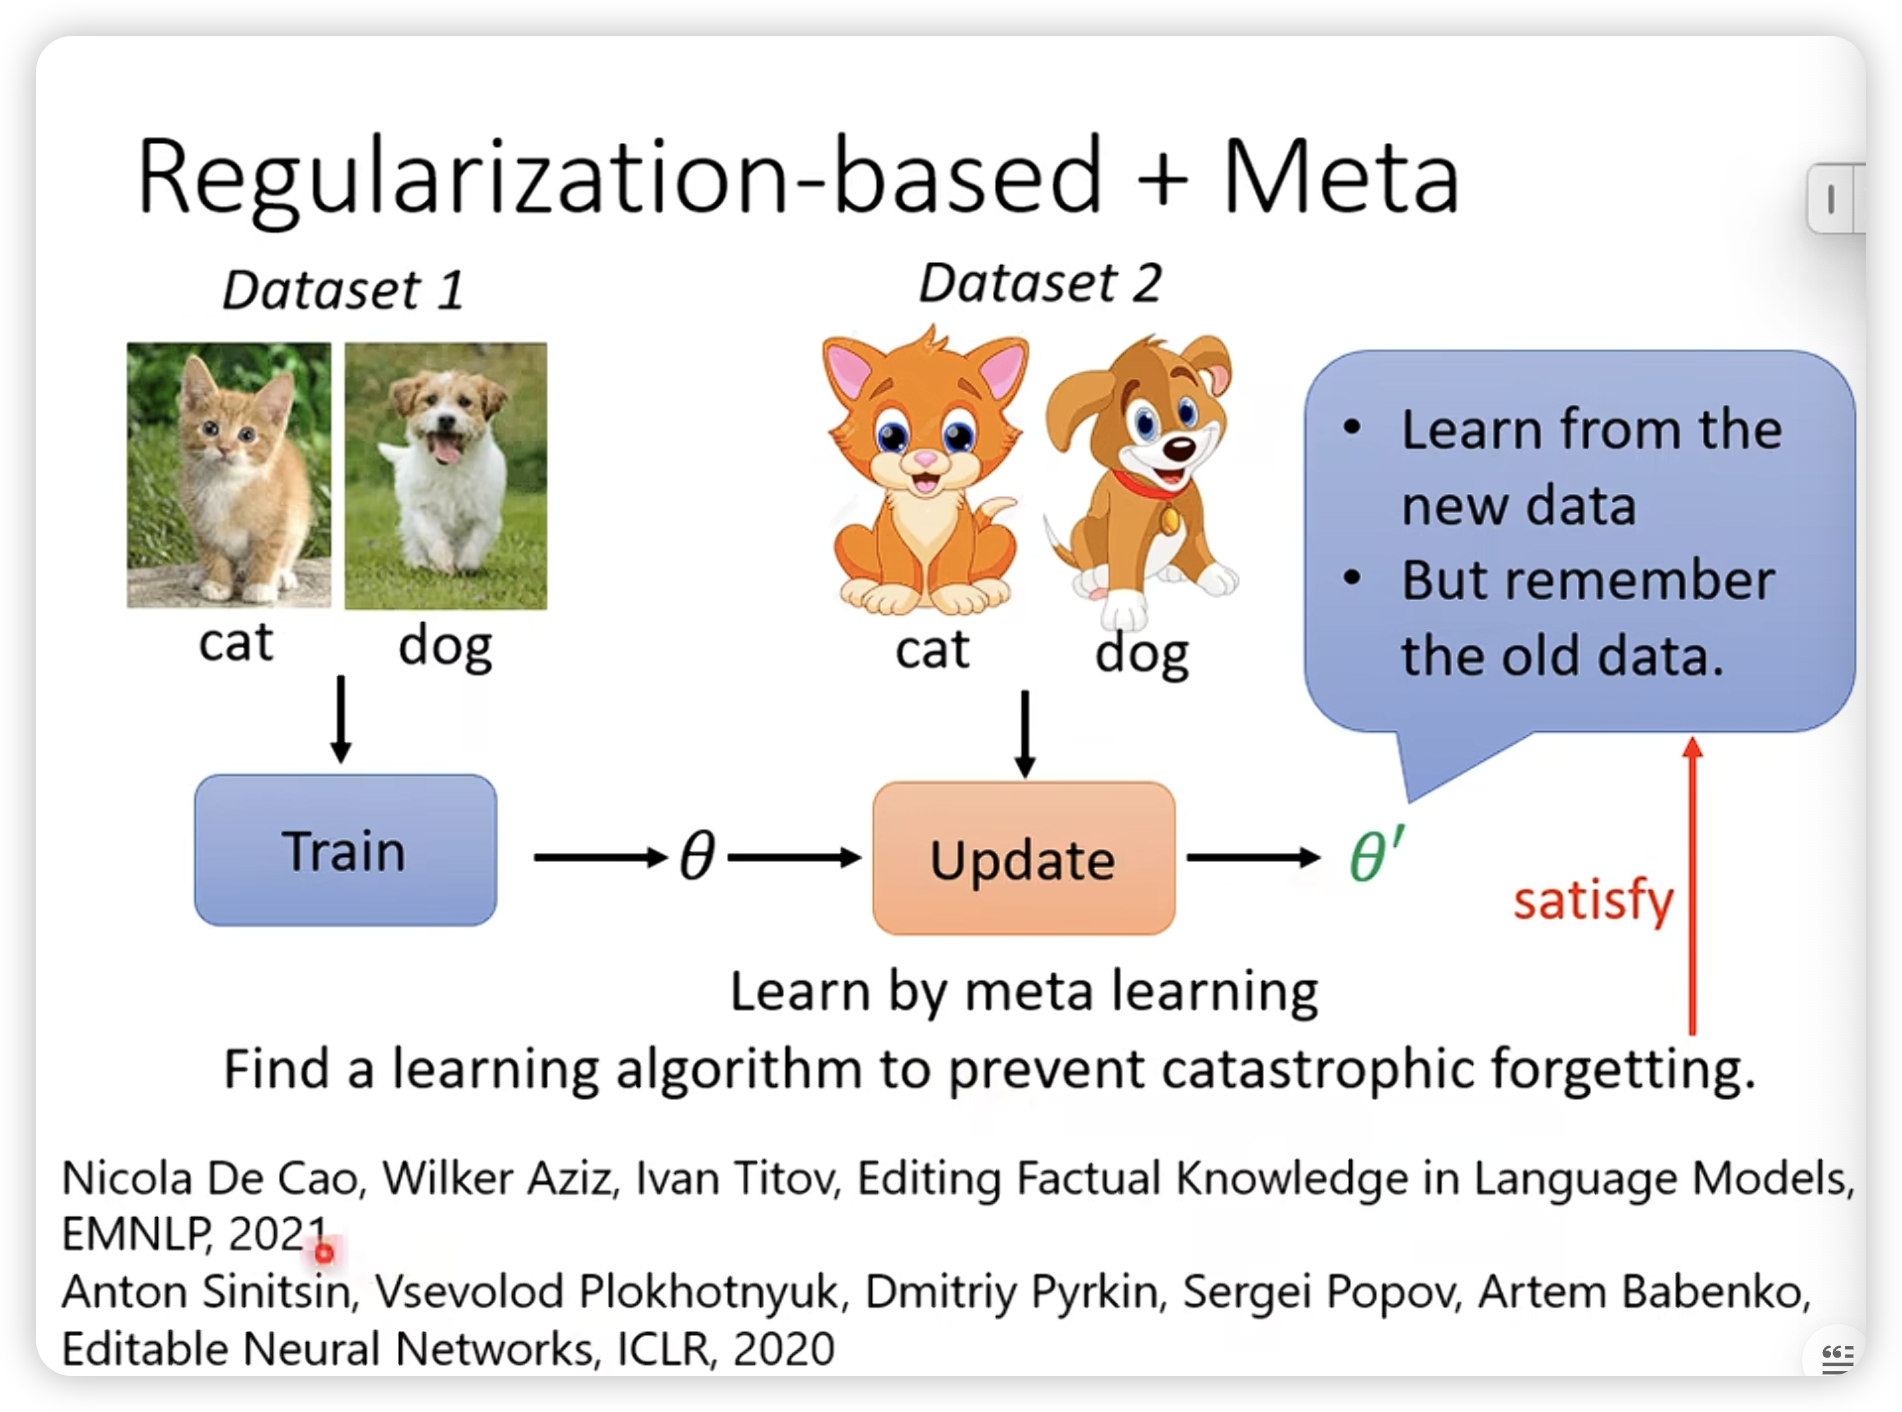 Regularization-based + Meta
Dataset 1
Dataset 2
cat
dog
cat
dog
• Learn from the
new data
• But remember
the old data.
Train
θ
Update
θ′
satisfy
Learn by meta learning
Find a learning algorithm to prevent catastrophic forgetting.
Nicola De Cao, Wilker Aziz, Ivan Titov, Editing Factual Knowledge in Language Models,
EMNLP, 2021
Anton Sinitsin, Vsevolod Plokhotnyuk, Dmitriy Pyrkin, Sergei Popov, Artem Babenko,
Editable Neural Networks, ICLR, 2020